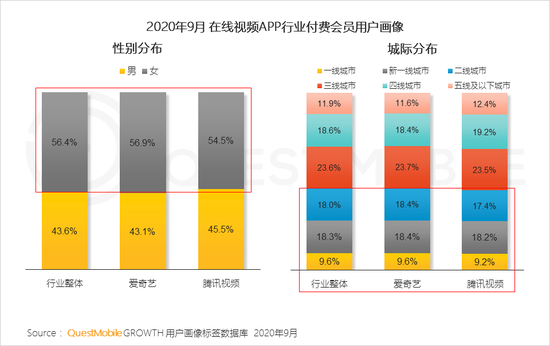 2020年9月 在线视频APP行业付费会员用户画像
性别分布
男 女
56.4% 56.9% 54.5%
43.6% 43.1% 45.5%
行业整体 爱奇艺 腾讯视频
城际分布
一线城市 新一线城市 二线城市
三线城市 四线城市 五线及以下城市
11.9% 11.6% 12.4%
18.6% 18.4% 19.2%
23.6% 23.7% 23.5%
18.0% 18.4% 17.4%
18.3% 18.4% 18.2%
9.6% 9.6% 9.2%
行业整体 爱奇艺 腾讯视频
QUESTMOBILE
Source： QuestMobile GROWTH 用户画像标签数据库 2020年9月